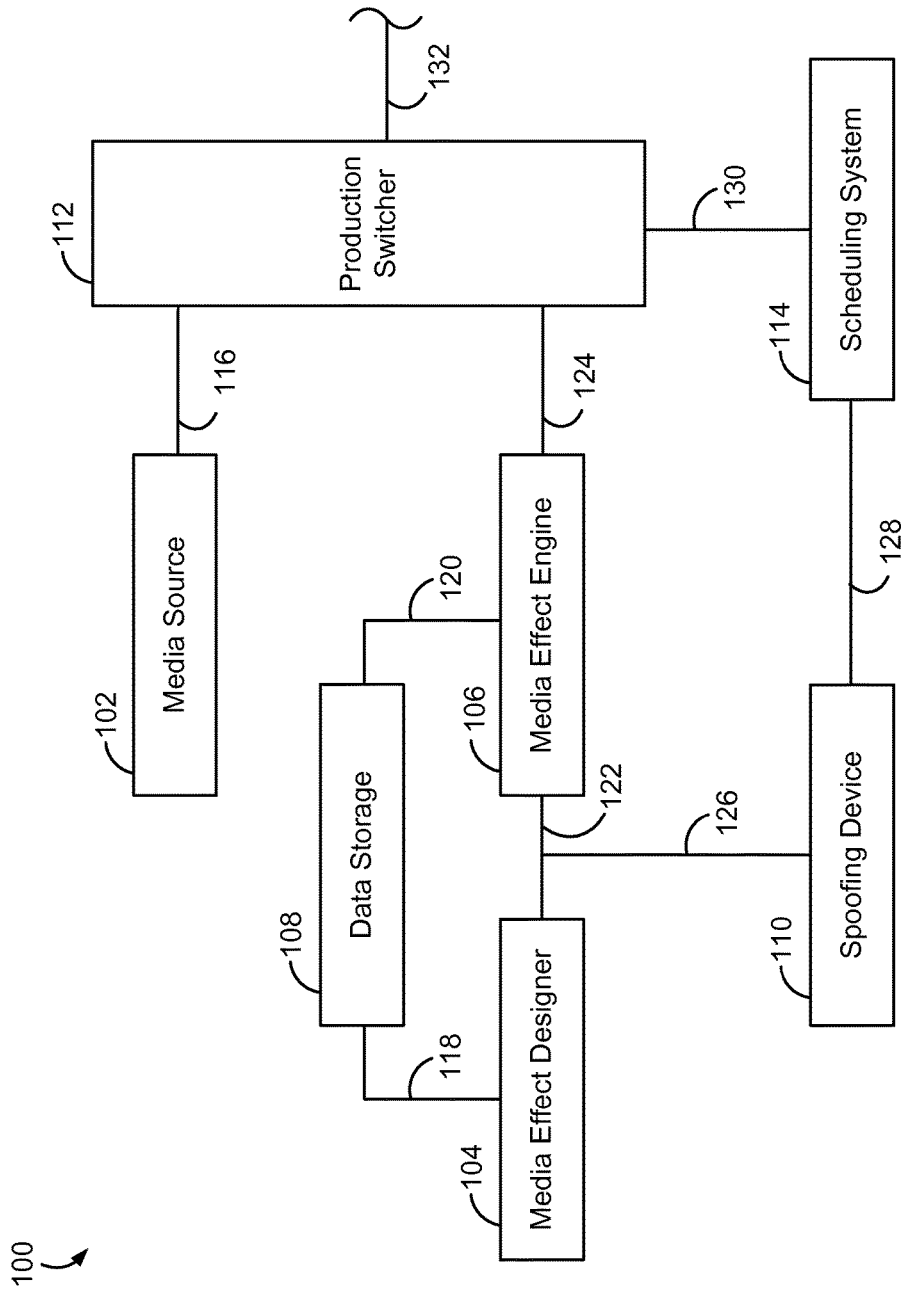 100
112
132
Production
Switcher
102
Media Source
116
108
Data Storage
120
118
106
Media Effect Engine
124
104
Media Effect Designer
122
126
130
110
Spoofing Device
128
114
Scheduling System